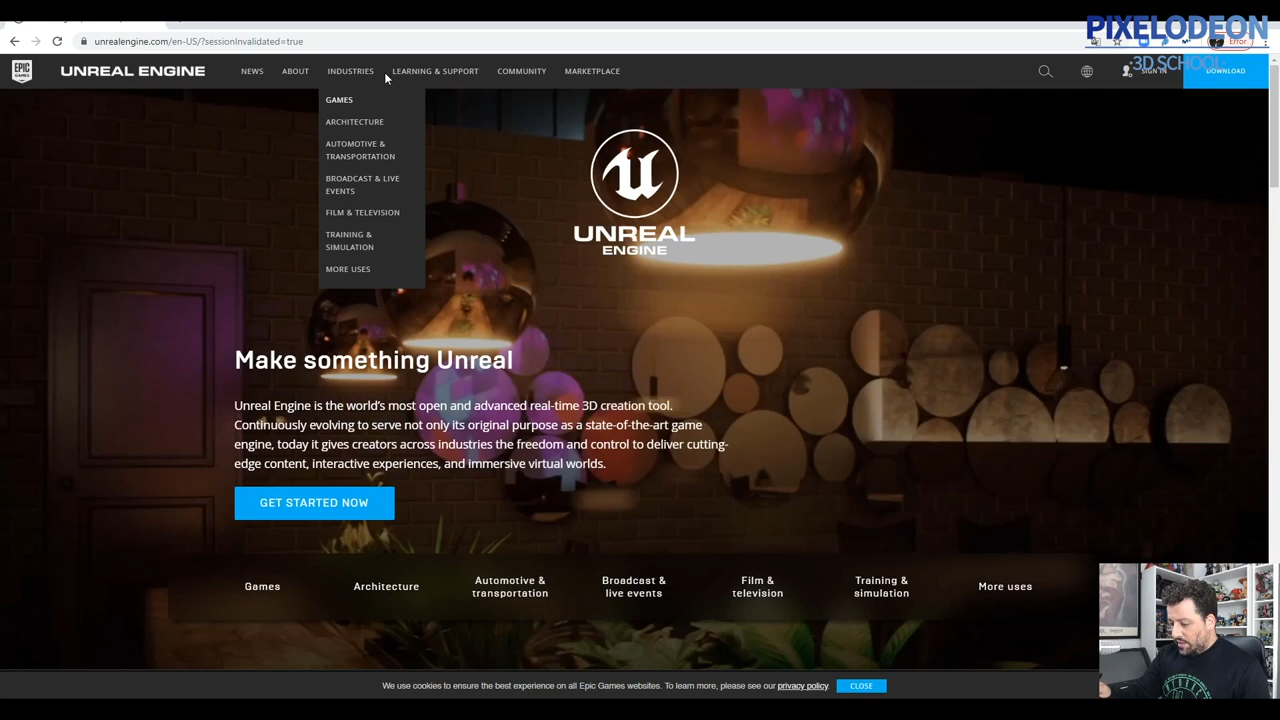 PIXELODEON
·3D SCHOOL·
unrealengine.com/en-US/?sessionInvalidated=true
Error
EPIC
GAMES
UNREAL ENGINE
NEWS
ABOUT
INDUSTRIES
LEARNING & SUPPORT
COMMUNITY
MARKETPLACE
SIGN IN
DOWNLOAD
GAMES
ARCHITECTURE
AUTOMOTIVE &
TRANSPORTATION
BROADCAST & LIVE
EVENTS
FILM & TELEVISION
TRAINING &
SIMULATION
MORE USES
UNREAL
ENGINE
Make something Unreal
Unreal Engine is the world's most open and advanced real-time 3D creation tool.
Continuously evolving to serve not only its original purpose as a state-of-the-art game
engine, today it gives creators across industries the freedom and control to deliver cutting-
edge content, interactive experiences, and immersive virtual worlds.
GET STARTED NOW
Games
Architecture
Automotive &
transportation
Broadcast &
live events
Film &
television
Training &
simulation
More uses
We use cookies to ensure the best experience on all Epic Games websites. To learn more, please see our privacy policy.
CLOSE